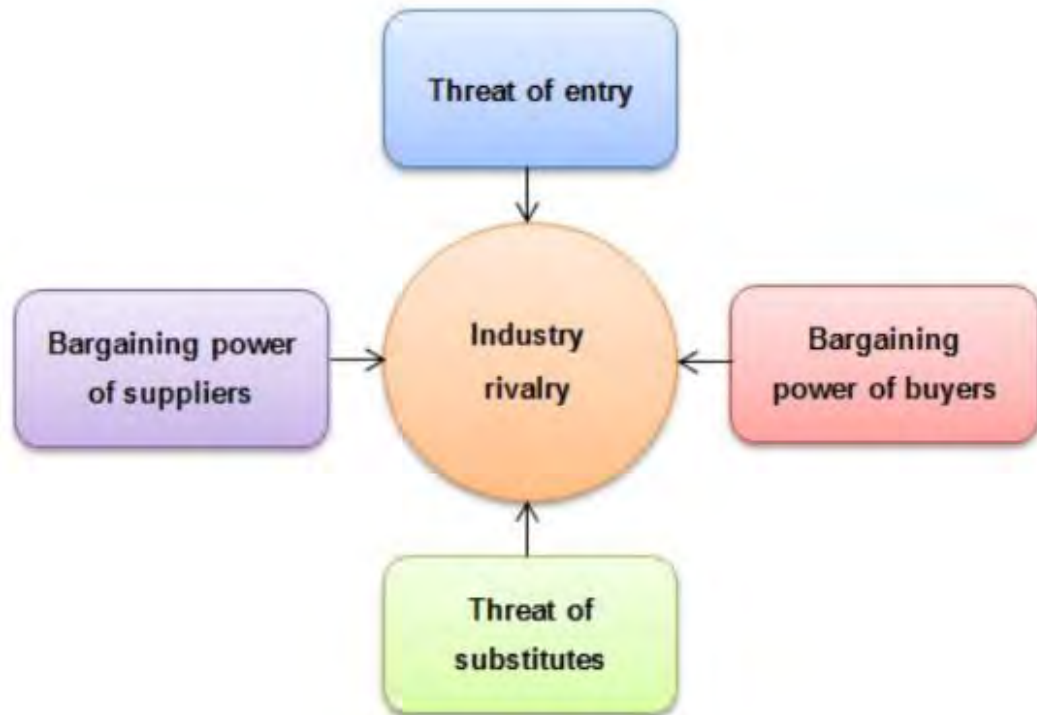 Threat of entry
Bargaining power
of suppliers
Industry
rivalry
Bargaining
power of buyers
Threat of
substitutes